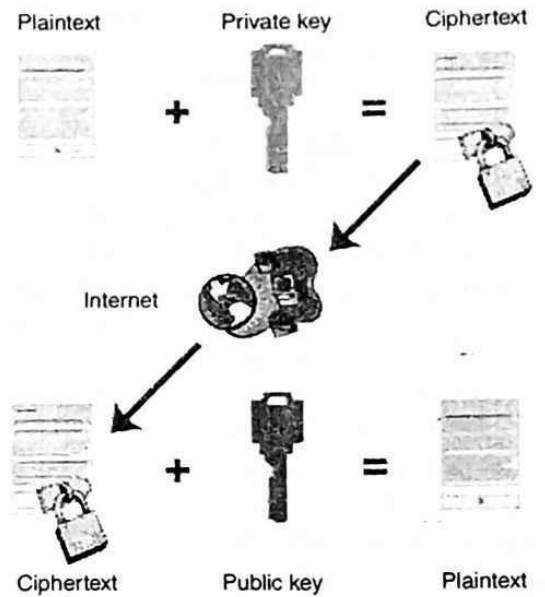 Plaintext Private key Ciphertext
+ =
Internet
+ =
Ciphertext Public key Plaintext